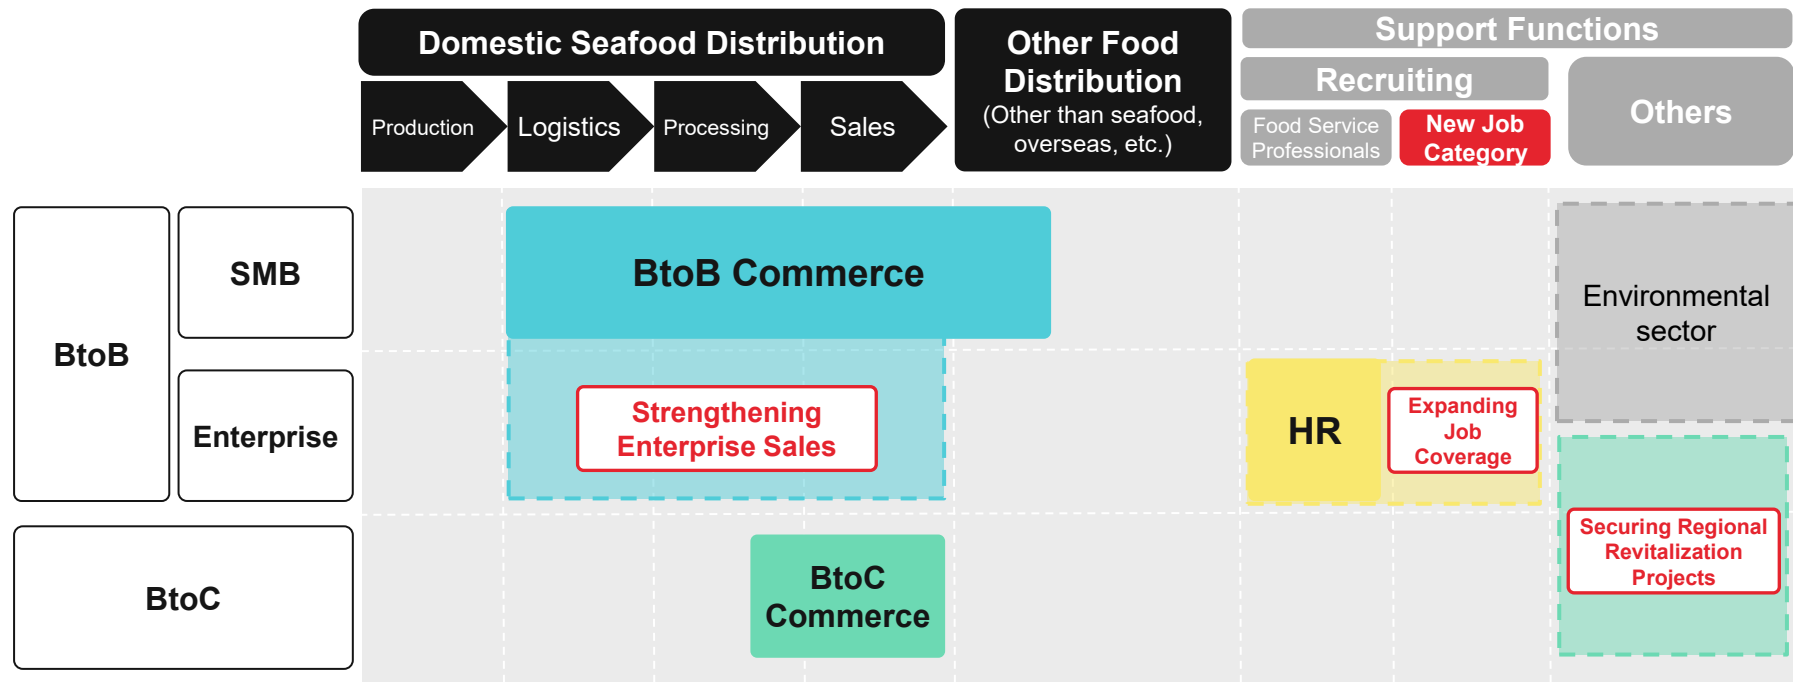 Domestic Seafood Distribution
Other Food
Distribution
(Other than seafood,
overseas, etc.)
Support Functions
Recruiting
Others
Production
Logistics
Processing
Sales
Food Service
Professionals
New Job
Category
BtoB
SMB
Enterprise
BtoC
BtoB Commerce
Environmental
sector
Strengthening
Enterprise Sales
HR
Expanding
Job
Coverage
BtoC
Commerce
Securing Regional
Revitalization
Projects